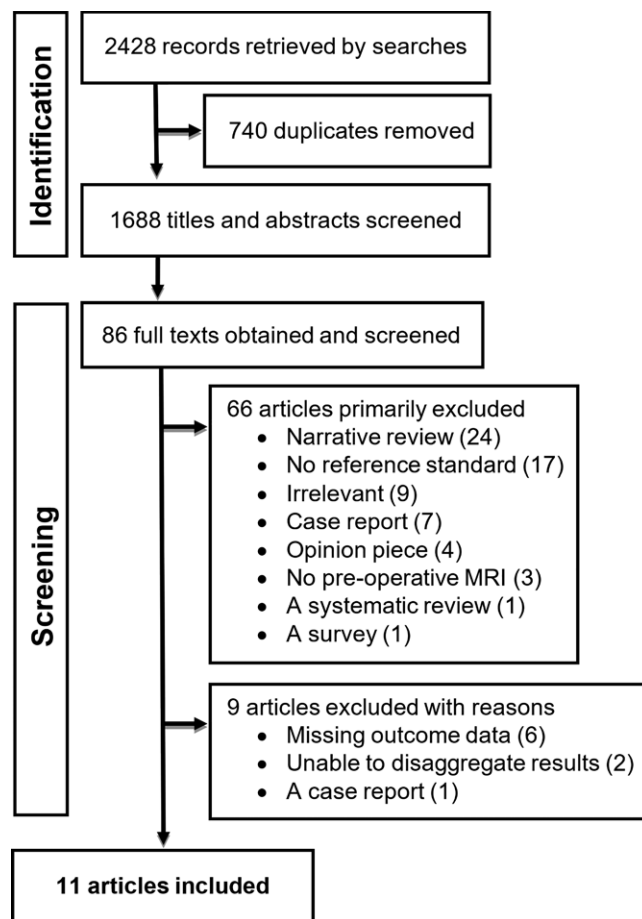 Identification
2428 records retrieved by searches
740 duplicates removed
1688 titles and abstracts screened
Screening
86 full texts obtained and screened
66 articles primarily excluded
• Narrative review (24)
• No reference standard (17)
• Irrelevant (9)
• Case report (7)
• Opinion piece (4)
• No pre-operative MRI (3)
• A systematic review (1)
• A survey (1)
9 articles excluded with reasons
• Missing outcome data (6)
• Unable to disaggregate results (2)
• A case report (1)
11 articles included